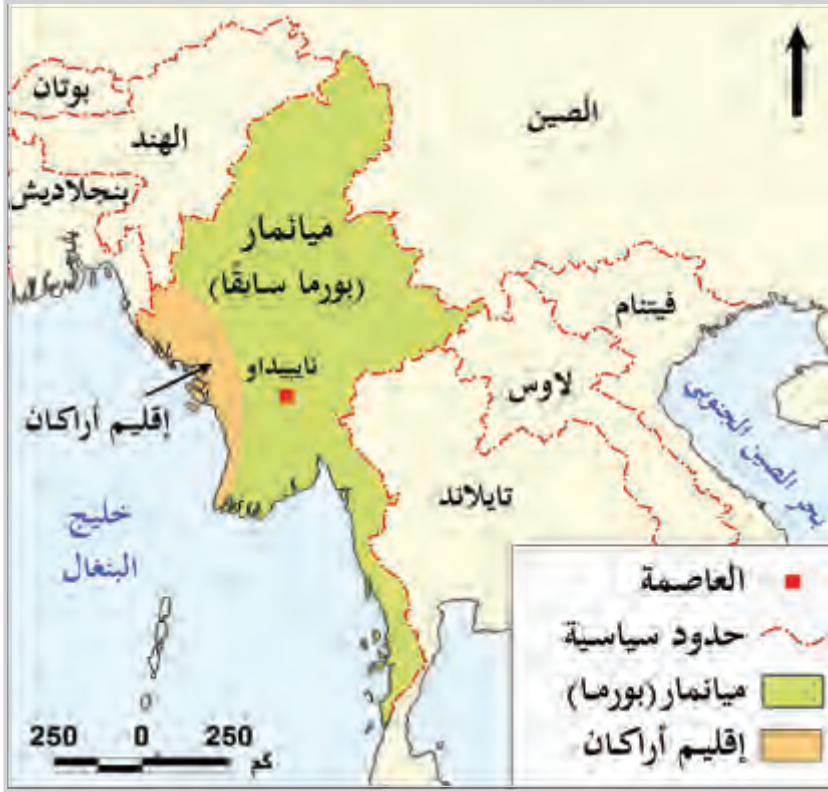 بوتان
الهند
الصين
بنجلاديش
ميانمار
(بورما سابقًا)
فيتنام
نايبيداو
لاوس
إقليم أراكان
بحر الصين الجنوبي
تايلاند
خليج
البنغال
العاصمة
حدود سياسية
ميانمار (بورما)
إقليم أراكان
250 0 250
كم